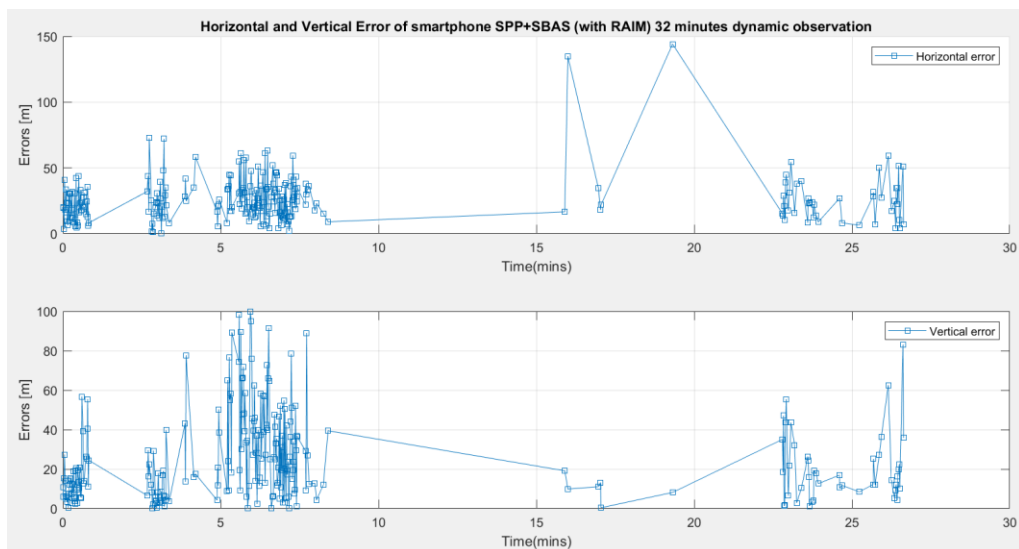 Horizontal and Vertical Error of smartphone SPP+SBAS (with RAIM) 32 minutes dynamic observation
150
100
50
0
Errors [m]
Horizontal error
0 5 10 15 20 25 30
Time(mins)
100
80
60
40
20
0
Errors [m]
Vertical error
0 5 10 15 20 25 30
Time(mins)